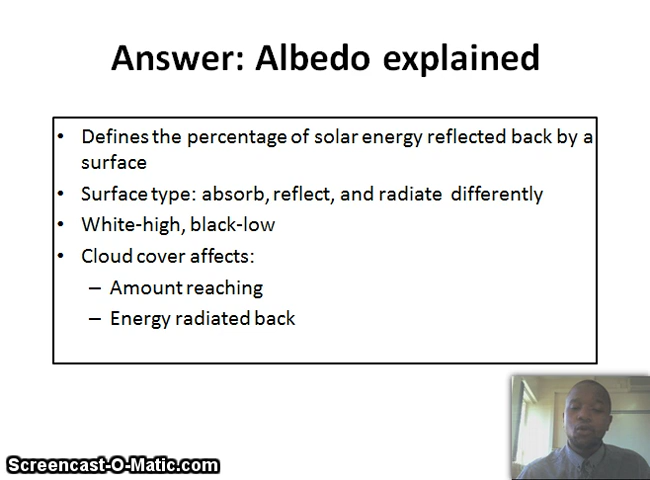 Answer: Albedo explained
• Defines the percentage of solar energy reflected back by a
surface
• Surface type: absorb, reflect, and radiate differently
• White-high, black-low
• Cloud cover affects:
– Amount reaching
– Energy radiated back
Screencast-O-Matic.com